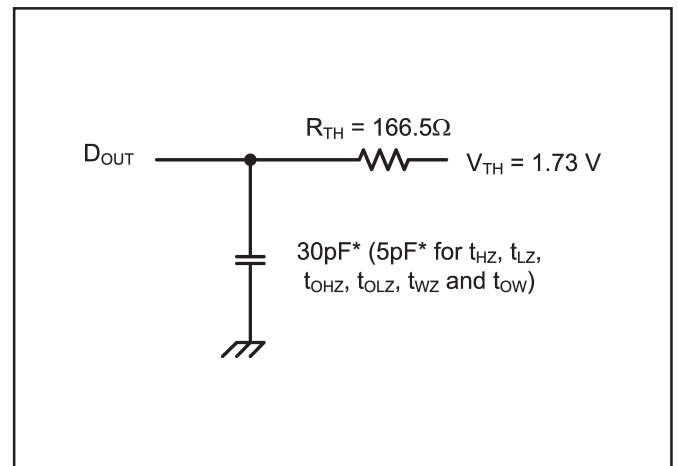 R_TH = 166.5Ω
D_OUT
V_TH = 1.73 V
30pF* (5pF* for t_HZ, t_LZ,
t_OHZ, t_OLZ, t_WZ and t_OW)